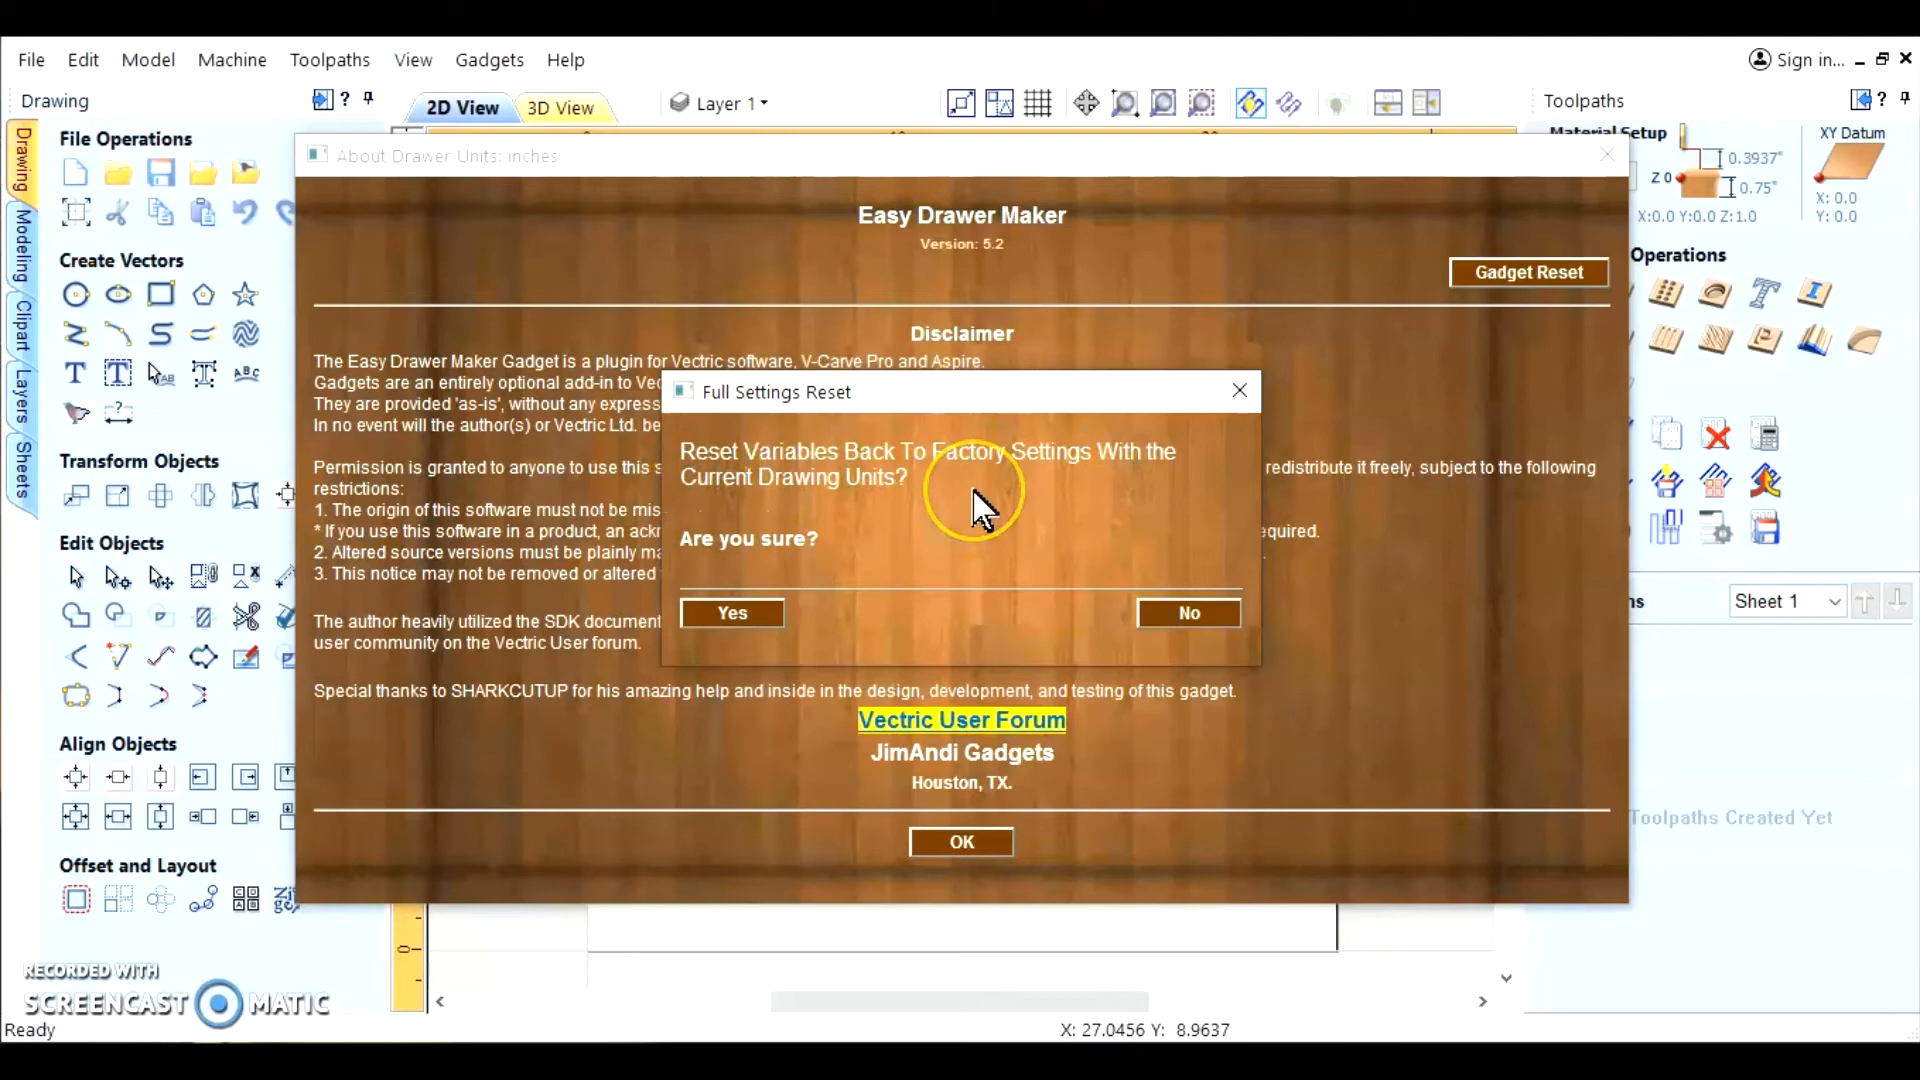 File Edit Model Machine Toolpaths View Gadgets Help
Sign in...
Drawing
2D View
3D View
Layer 1
Toolpaths
Drawing
Modeling
Clipart
Layers
Sheets
File Operations
Create Vectors
Transform Objects
Edit Objects
Align Objects
Offset and Layout
About Drawer Units: inches
Easy Drawer Maker
Version: 5.2
Gadget Reset
Disclaimer
The Easy Drawer Maker Gadget is a plugin for Vectric software, V-Carve Pro and Aspire.
Gadgets are an entirely optional add-in to
They are provided 'as-is', without any
In no event will the author(s) or Vectric Ltd.
Permission is granted to anyone to use this
redistribute it freely, subject to the following
restrictions:
1. The origin of this software must not be
* If you use this software in a product, an
2. Altered source versions must be plainly
3. This notice may not be removed or altered
The author heavily utilized the SDK
user community on the Vectric User forum.
Special thanks to SHARKCUTUP for his amazing help and inside in the design, development, and testing of this gadget.
Vectric User Forum
JimAndi Gadgets
Houston, TX.
OK
Full Settings Reset
Reset Variables Back To Factory Settings With the
Current Drawing Units?
Are you sure?
Yes
No
Material Setup
XY Datum
0.3937"
Z 0
0.75"
X: 0.0
Y: 0.0
X:0.0 Y:0.0 Z:1.0
Operations
Sheet 1
Toolpaths Created Yet
RECORDED WITH
SCREENCAST MATIC
Ready
X: 27.0456 Y: 8.9637